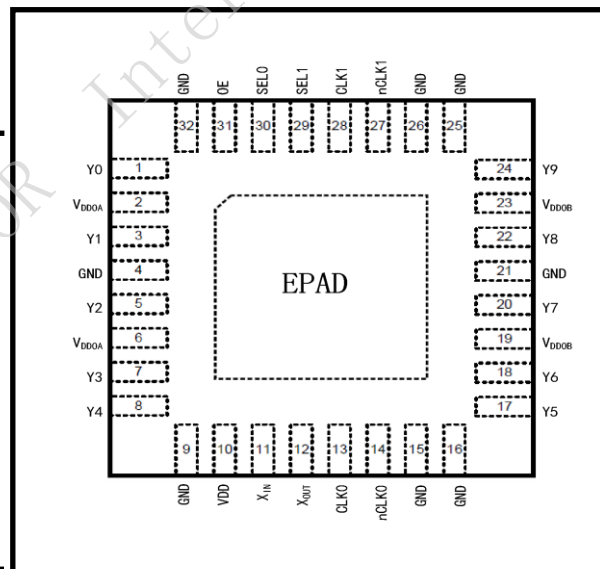 GND OE SEL0 SEL1 CLK1 nCLK1 GND GND
32 31 30 29 28 27 26 25
Y0 1 24 Y9
VDDOA 2 23 VDDOB
Y1 3 22 Y8
GND 4 21 GND
EPAD
Y2 5 20 Y7
VDDOA 6 19 VDDOB
Y3 7 18 Y6
Y4 8 17 Y5
9 10 11 12 13 14 15 16
GND VDD XIN XOUT CLK0 nCLK0 GND GND
OR Inte